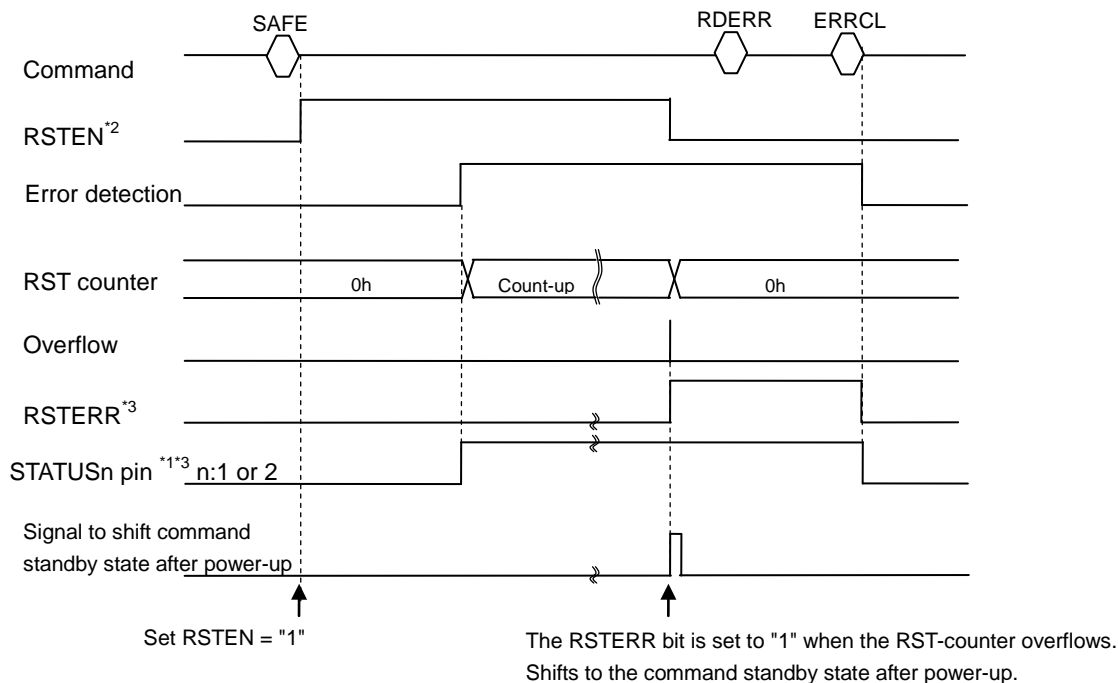 SAFE RDERR ERRCL
Command
RSTEN*2
Error detection
RST counter 0h Count-up 0h
Overflow
RSTERR*3
STATUSn pin *1*3 n:1 or 2
Signal to shift command
standby state after power-up
Set RSTEN = "1"
The RSTERR bit is set to "1" when the RST-counter overflows.
Shifts to the command standby state after power-up.